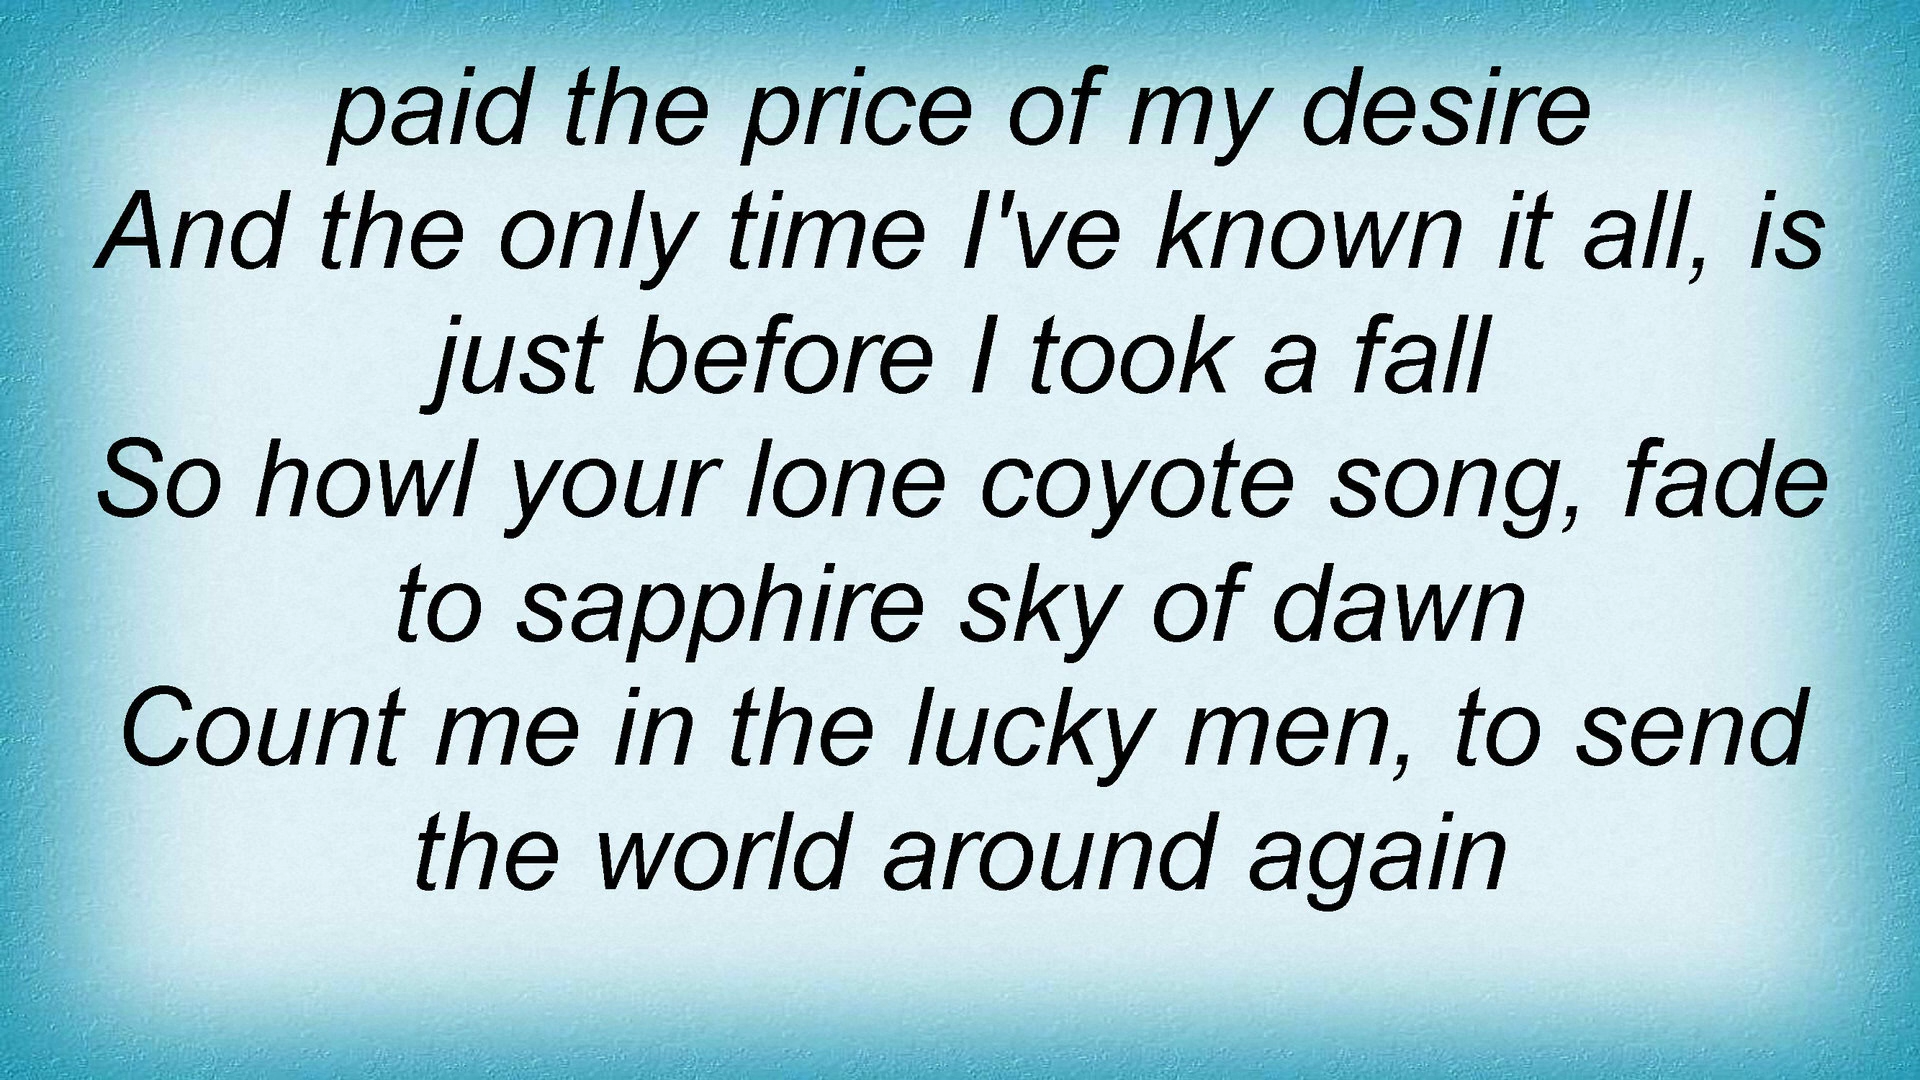 paid the price of my desire
And the only time I've known it all, is
just before I took a fall
So howl your lone coyote song, fade
to sapphire sky of dawn
Count me in the lucky men, to send
the world around again